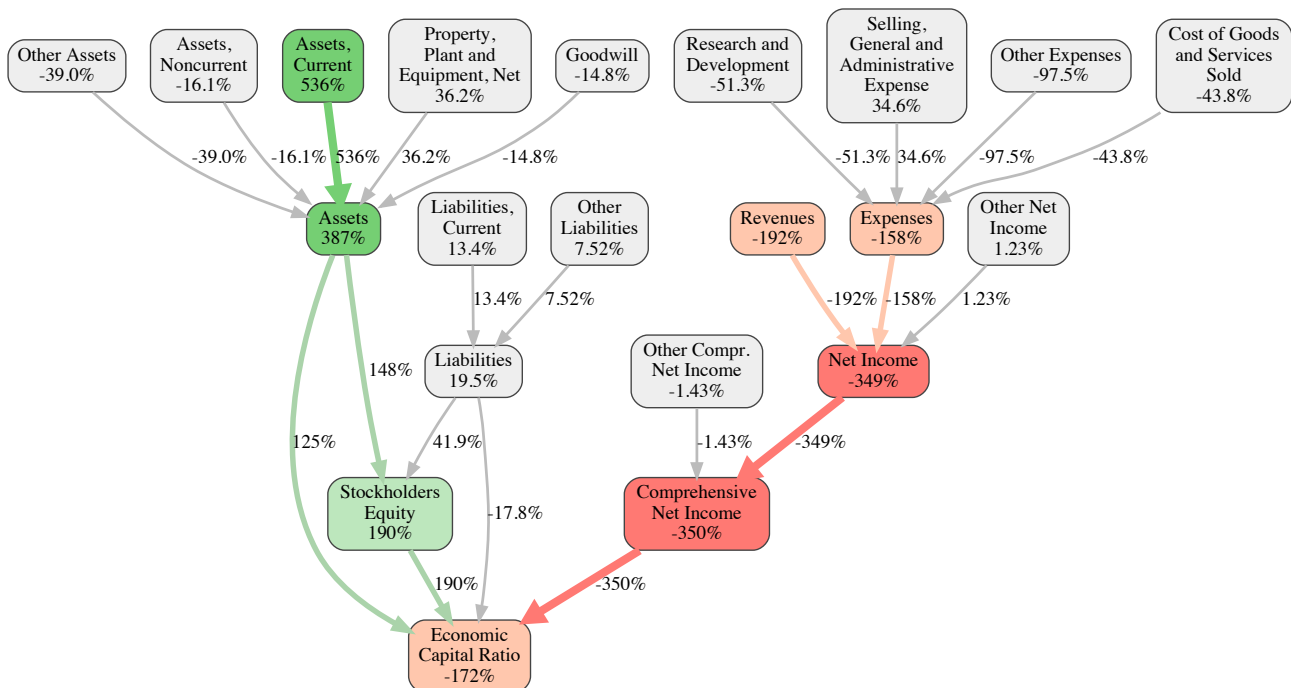 Other Assets
-39.0%
Assets,
Noncurrent
-16.1%
Assets,
Current
536%
Property,
Plant and
Equipment, Net
36.2%
Goodwill
-14.8%
Research and
Development
-51.3%
Selling,
General and
Administrative
Expense
34.6%
Other Expenses
-97.5%
Cost of Goods
and Services
Sold
-43.8%
-39.0%
-16.1%
536%
36.2%
-14.8%
-51.3%
34.6%
-97.5%
-43.8%
Assets
387%
Liabilities,
Current
13.4%
Other
Liabilities
7.52%
Revenues
-192%
Expenses
-158%
Other Net
Income
1.23%
13.4%
7.52%
-192%
-158%
1.23%
148%
Liabilities
19.5%
Other Compr.
Net Income
-1.43%
Net Income
-349%
125%
41.9%
-1.43%
-349%
Stockholders
Equity
190%
-17.8%
Comprehensive
Net Income
-350%
190%
-350%
Economic
Capital Ratio
-172%